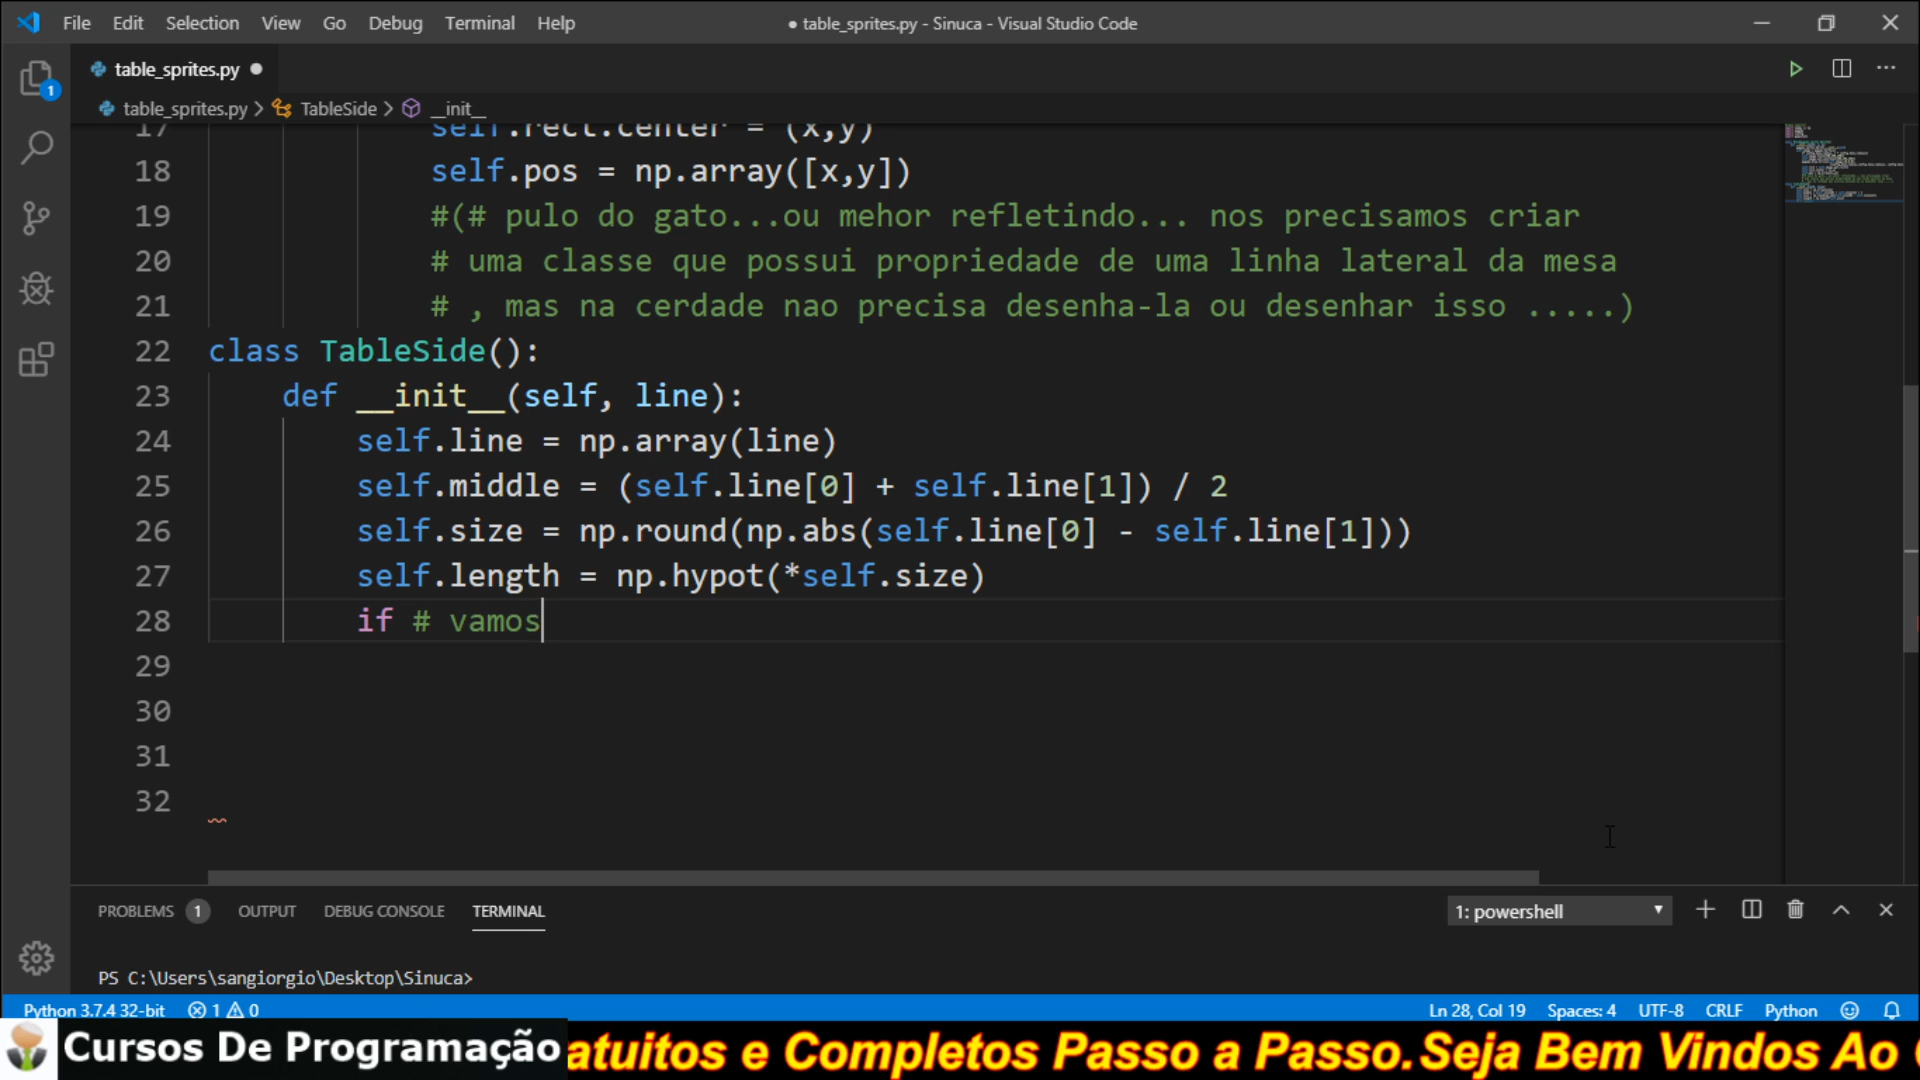 File Edit Selection View Go Debug Terminal Help
● table_sprites.py - Sinuca - Visual Studio Code
table_sprites.py ●
1
table_sprites.py > TableSide > __init__
17 self.rect.center = (x,y)
18 self.pos = np.array([x,y])
19 #(# pulo do gato...ou mehor refletindo... nos precisamos criar
20 # uma classe que possui propriedade de uma linha lateral da mesa
21 # , mas na cerdade nao precisa desenha-la ou desenhar isso .....)
22 class TableSide():
23 def __init__(self, line):
24 self.line = np.array(line)
25 self.middle = (self.line[0] + self.line[1]) / 2
26 self.size = np.round(np.abs(self.line[0] - self.line[1]))
27 self.length = np.hypot(*self.size)
28 if # vamos
29
30
31
32
PROBLEMS 1 OUTPUT DEBUG CONSOLE TERMINAL
1: powershell
PS C:\Users\sangiorgio\Desktop\Sinuca>
Python 3.7.4 32-bit 1 0
Ln 28, Col 19 Spaces: 4 UTF-8 CRLF Python
Cursos De Programação
atuitos e Completos Passo a Passo. Seja Bem Vindos Ao